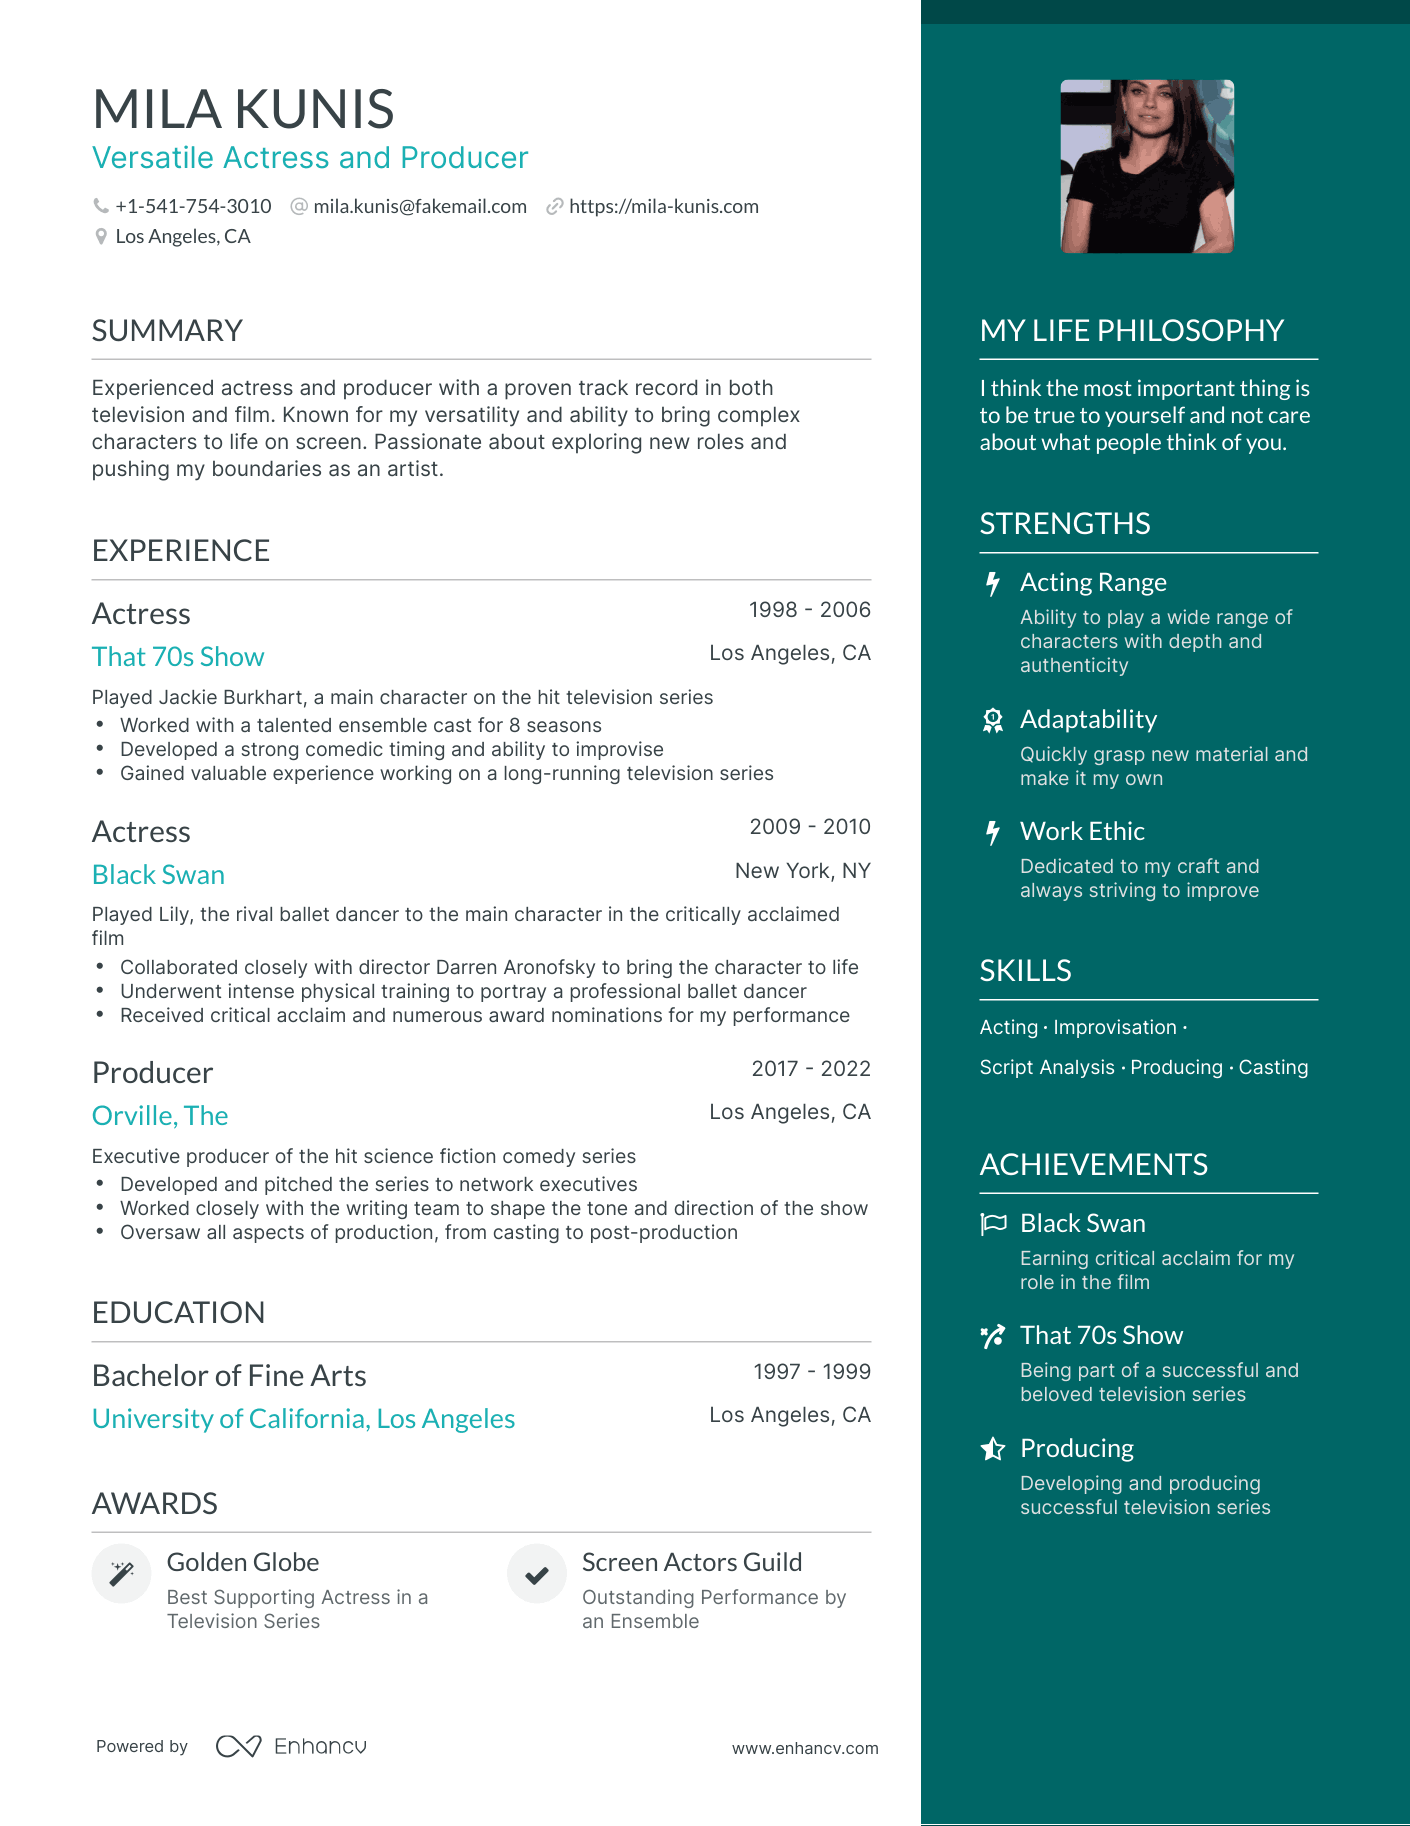 MILA KUNIS
Versatile Actress and Producer
+1-541-754-3010 mila.kunis@fakemail.com https://mila-kunis.com
Los Angeles, CA
SUMMARY
Experienced actress and producer with a proven track record in both
television and film. Known for my versatility and ability to bring complex
characters to life on screen. Passionate about exploring new roles and
pushing my boundaries as an artist.
EXPERIENCE
Actress 1998 - 2006
That 70s Show Los Angeles, CA
Played Jackie Burkhart, a main character on the hit television series
• Worked with a talented ensemble cast for 8 seasons
• Developed a strong comedic timing and ability to improvise
• Gained valuable experience working on a long-running television series
Actress 2009 - 2010
Black Swan New York, NY
Played Lily, the rival ballet dancer to the main character in the critically acclaimed
film
• Collaborated closely with director Darren Aronofsky to bring the character to life
• Underwent intense physical training to portray a professional ballet dancer
• Received critical acclaim and numerous award nominations for my performance
Producer 2017 - 2022
Orville, The Los Angeles, CA
Executive producer of the hit science fiction comedy series
• Developed and pitched the series to network executives
• Worked closely with the writing team to shape the tone and direction of the show
• Oversaw all aspects of production, from casting to post-production
EDUCATION
Bachelor of Fine Arts 1997 - 1999
University of California, Los Angeles Los Angeles, CA
AWARDS
Golden Globe
Best Supporting Actress in a
Television Series
Screen Actors Guild
Outstanding Performance by
an Ensemble
Powered by Enhancv www.enhancv.com
MY LIFE PHILOSOPHY
I think the most important thing is
to be true to yourself and not care
about what people think of you.
STRENGTHS
Acting Range
Ability to play a wide range of
characters with depth and
authenticity
Adaptability
Quickly grasp new material and
make it my own
Work Ethic
Dedicated to my craft and
always striving to improve
SKILLS
Acting · Improvisation ·
Script Analysis · Producing · Casting
ACHIEVEMENTS
Black Swan
Earning critical acclaim for my
role in the film
That 70s Show
Being part of a successful and
beloved television series
Producing
Developing and producing
successful television series